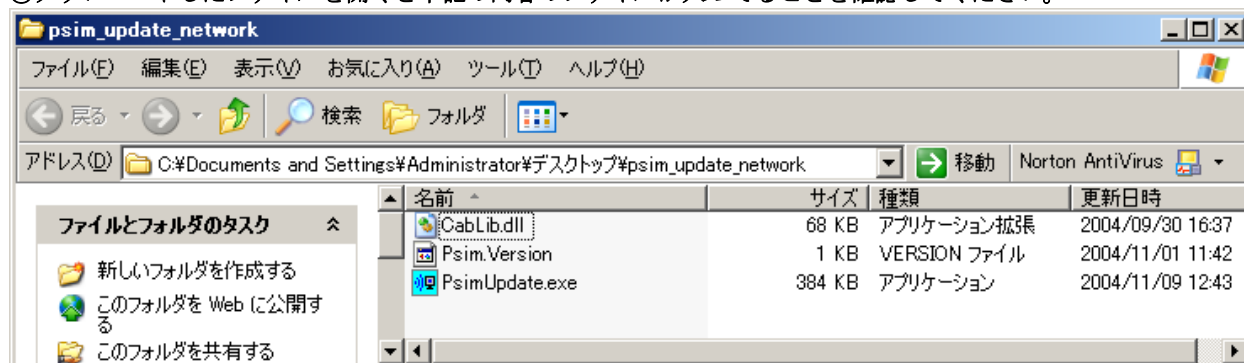 psim_update_network
ファイル(F) 編集(E) 表示(V) お気に入り(A) ツール(T) ヘルプ(H)
戻る 検索 フォルダ
アドレス(D) C:¥Documents and Settings¥Administrator¥デスクトップ¥psim_update_network 移動 Norton AntiVirus
名前 サイズ 種類 更新日時
ファイルとフォルダのタスク
CabLib.dll 68 KB アプリケーション拡張 2004/09/30 16:37
Psim.Version 1 KB VERSION ファイル 2004/11/01 11:42
PsimUpdate.exe 384 KB アプリケーション 2004/11/09 12:43
新しいフォルダを作成する
このフォルダを Web に公開す
る
このフォルダを共有する